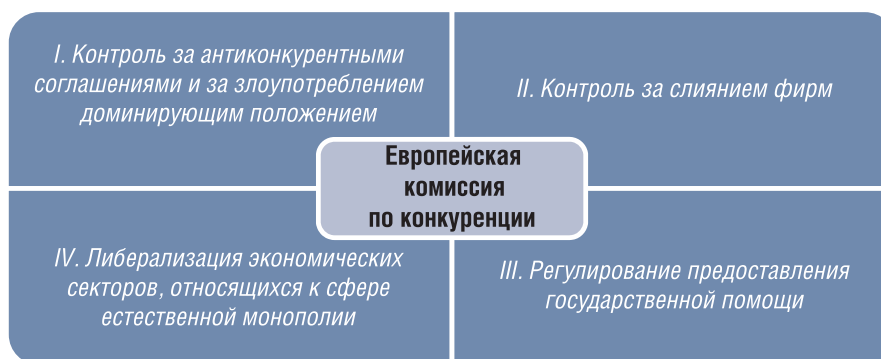 I. Контроль за антиконкурентными
соглашениями и за злоупотреблением
доминирующим положением
II. Контроль за слиянием фирм
Европейская
комиссия
по конкуренции
IV. Либерализация экономических
секторов, относящихся к сфере
естественной монополии
III. Регулирование предоставления
государственной помощи